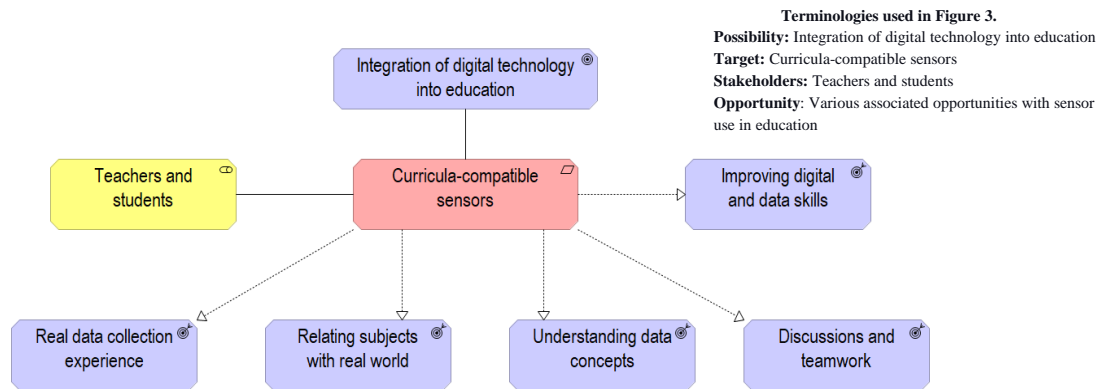 Terminologies used in Figure 3.
Possibility: Integration of digital technology into education
Target: Curricula-compatible sensors
Stakeholders: Teachers and students
Opportunity: Various associated opportunities with sensor
use in education
Integration of digital technology
into education
Teachers and
students
Curricula-compatible
sensors
Improving digital
and data skills
Real data collection
experience
Relating subjects
with real world
Understanding data
concepts
Discussions and
teamwork